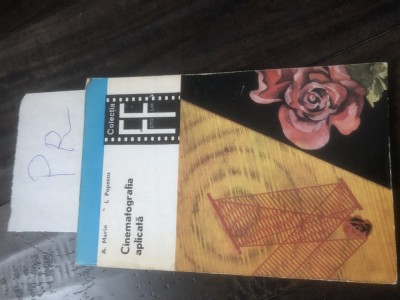 PR
Colecția
FF
A. Marin * I. Popescu
Cinematografia
aplicată